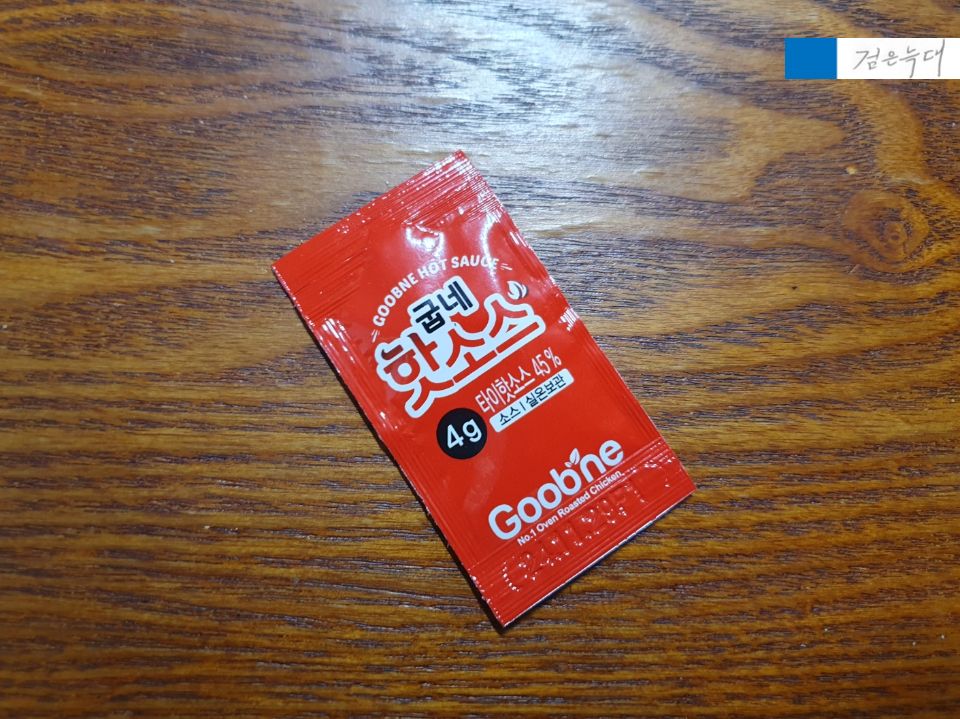 검은늑대
GOOBNE HOT SAUCE
굽네
핫소스
타이핫소스 45%
소스 | 실온보관
4g
Goobne
No.1 Oven Roasted Chicken